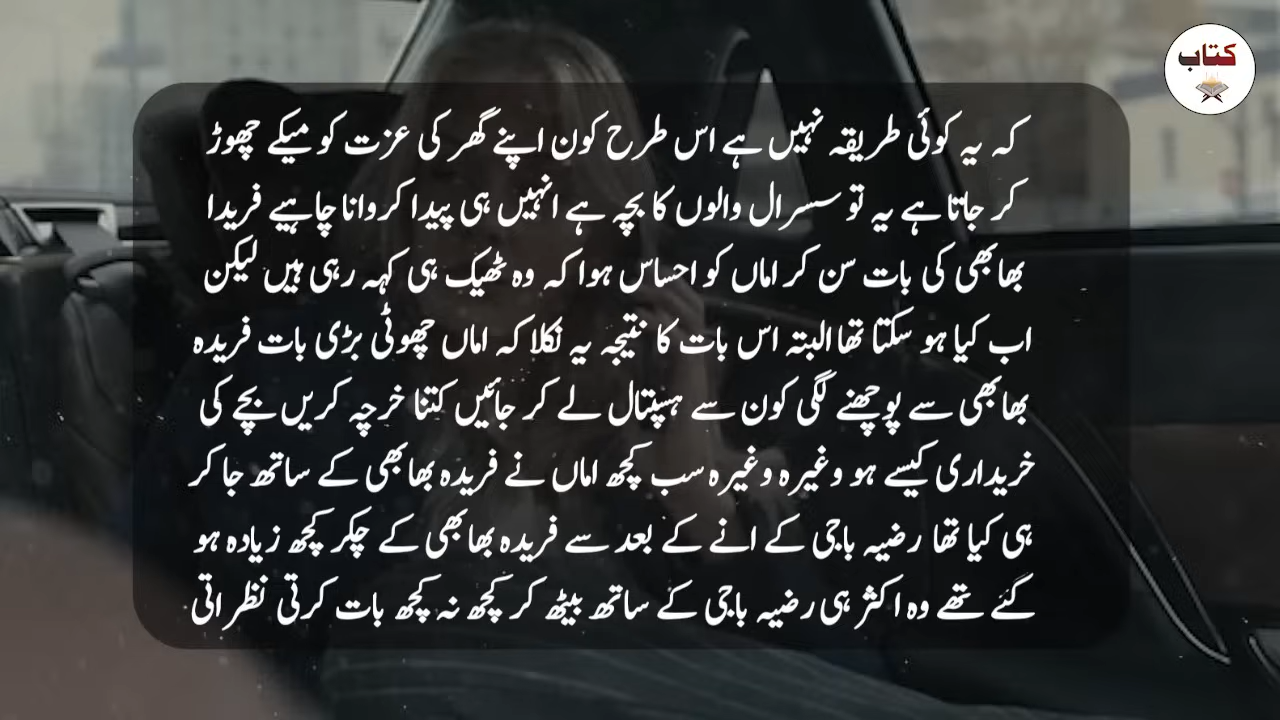 کتاب
کہ یہ کوئی طریقہ نہیں ہے اس طرح کون اپنے گھر کی عزت کو میکے چھوڑ
کر جاتا ہے یہ تو سسرال والوں کا بچہ ہے انہیں ہی پیدا کروانا چاہیے فریدا
بھابھی کی بات سن کر اماں کو احساس ہوا کہ وہ ٹھیک ہی کہہ رہی ہیں لیکن
اب کیا ہو سکتا تھا البتہ اس بات کا نتیجہ یہ نکلا کہ اماں چھوٹی بڑی بات فریدہ
بھابھی سے پوچھنے لگی کون سے ہسپتال لے کر جائیں کتنا خرچہ کریں بچے کی
خریداری کیسے ہو وغیرہ وغیرہ سب کچھ اماں نے فریدہ بھابھی کے ساتھ جا کر
ہی کیا تھا رضیہ باجی کے انے کے بعد سے فریدہ بھابھی کے چکر کچھ زیادہ ہو
گئے تھے وہ اکثر ہی رضیہ باجی کے ساتھ بیٹھ کر کچھ نہ کچھ بات کرتی نظر اتی